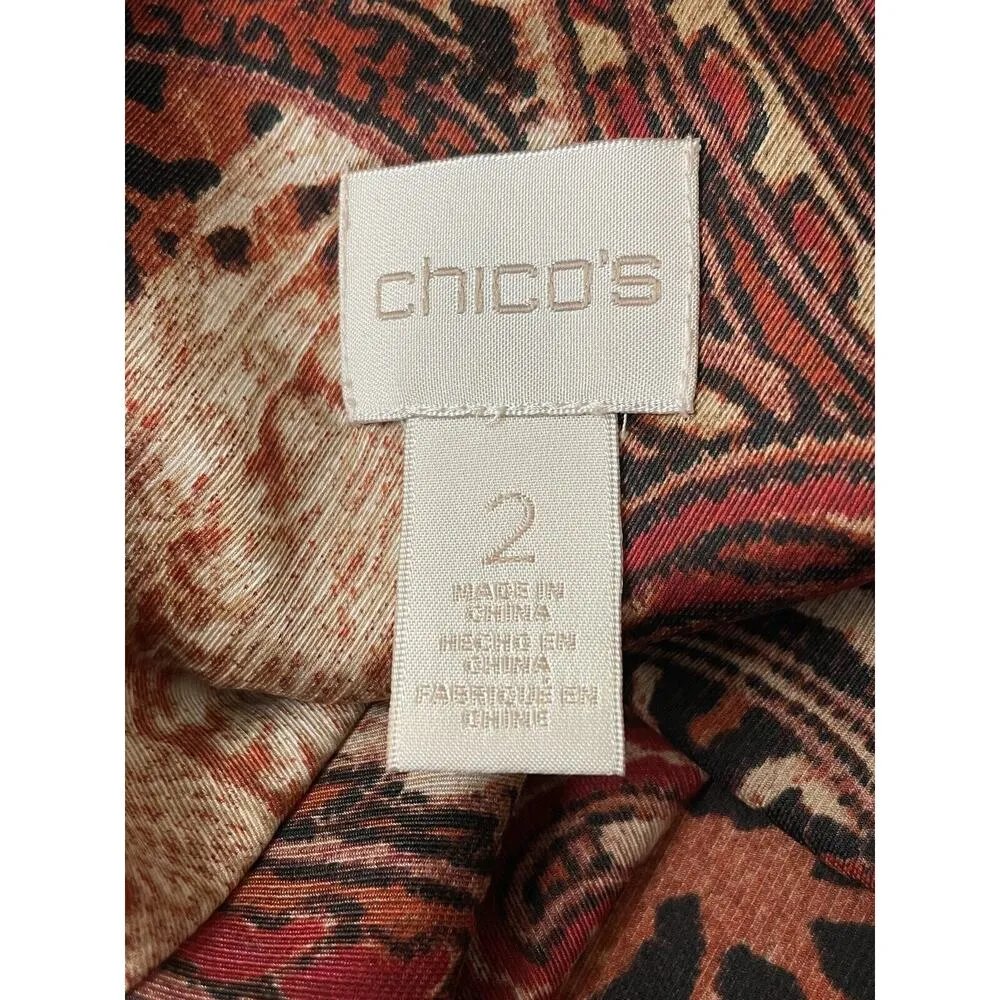 chico's
2
MADE IN
CHINA
HECHO EN
CHINA
FABRIQUÉ EN
CHINE